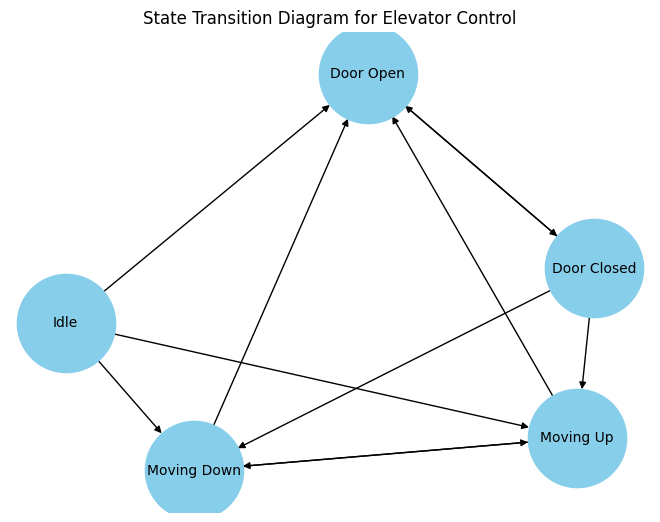 State Transition Diagram for Elevator Control
Door Open
Door Closed
Idle
Moving Up
Moving Down